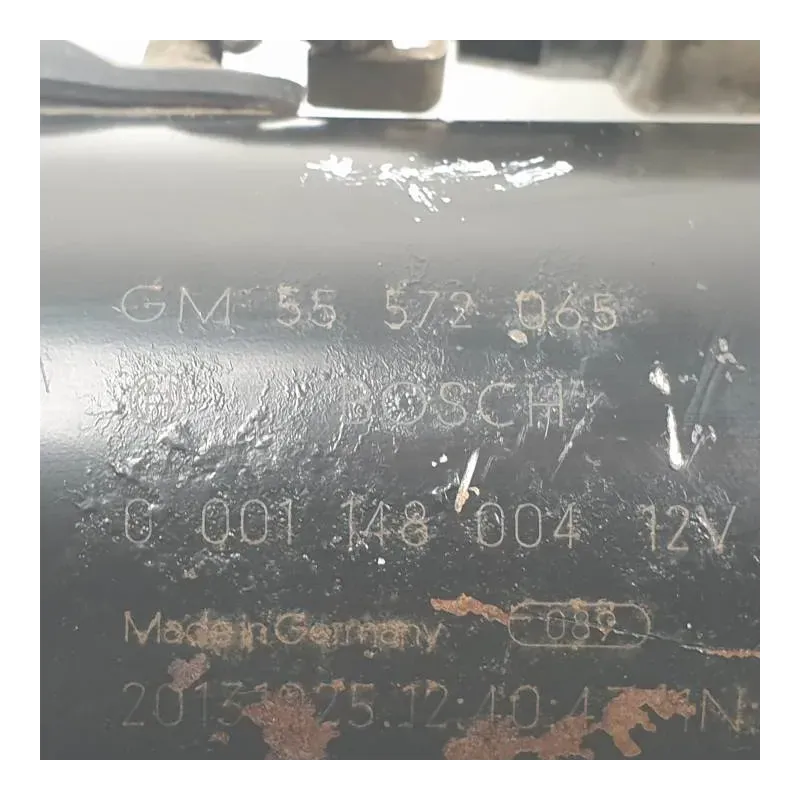 GM 55 572 065
BOSCH
0 001 148 004 12V
Made in Germany 089